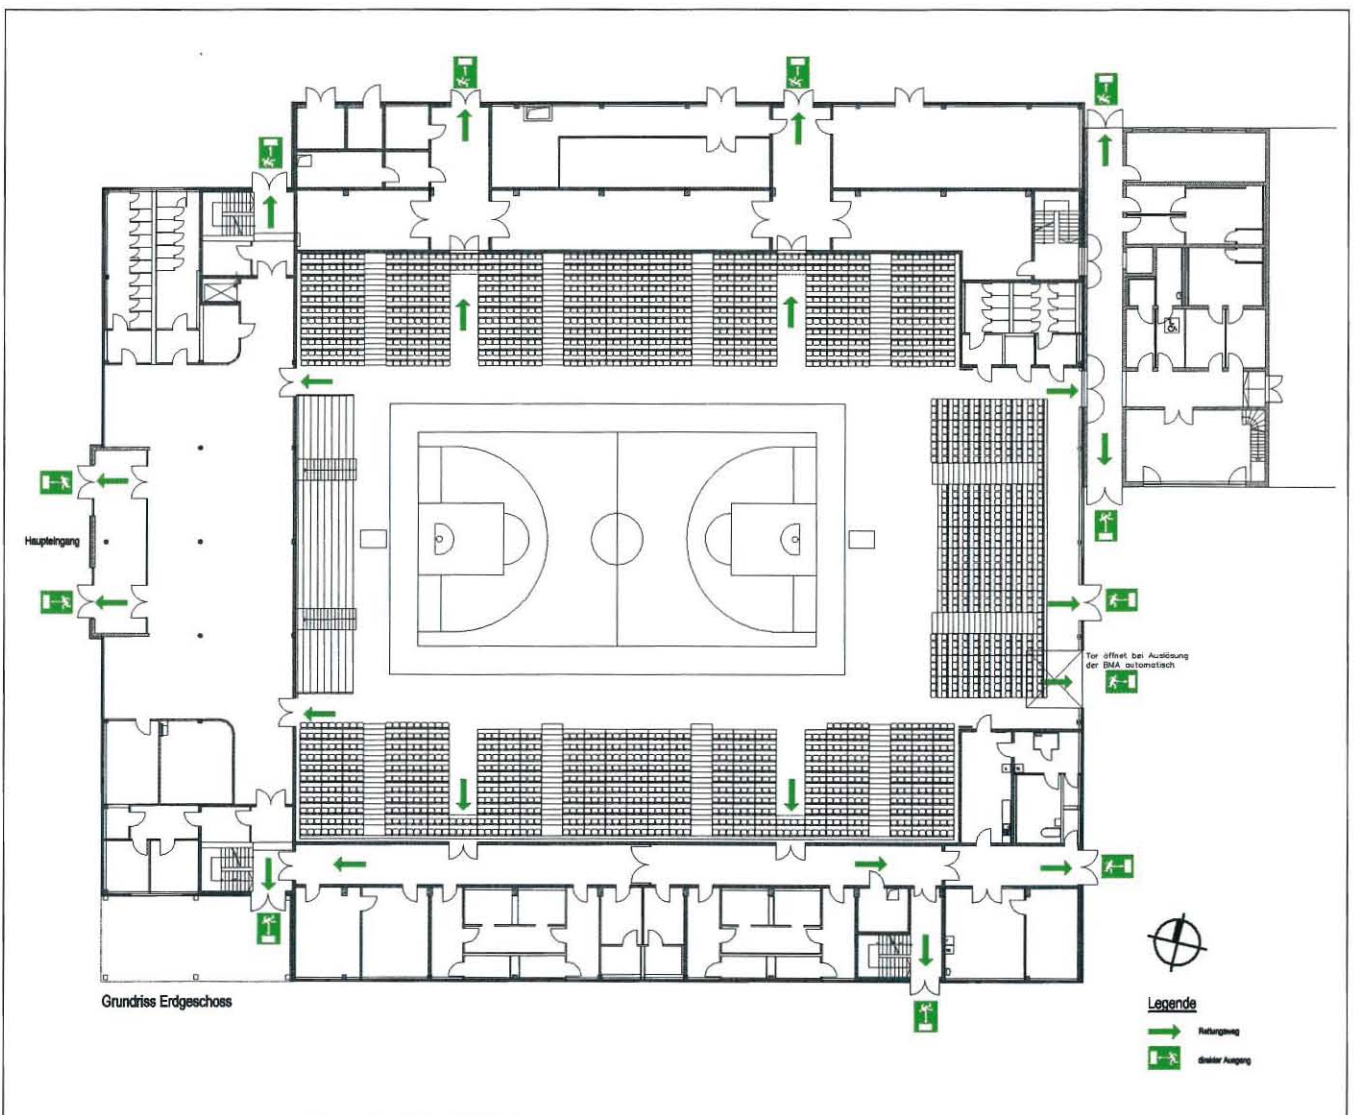 Haupteingang
Tor öffnet bei Auslösung
der BMA automatisch
Grundriss Erdgeschoss
Legende
Rettungsweg
direkter Ausgang